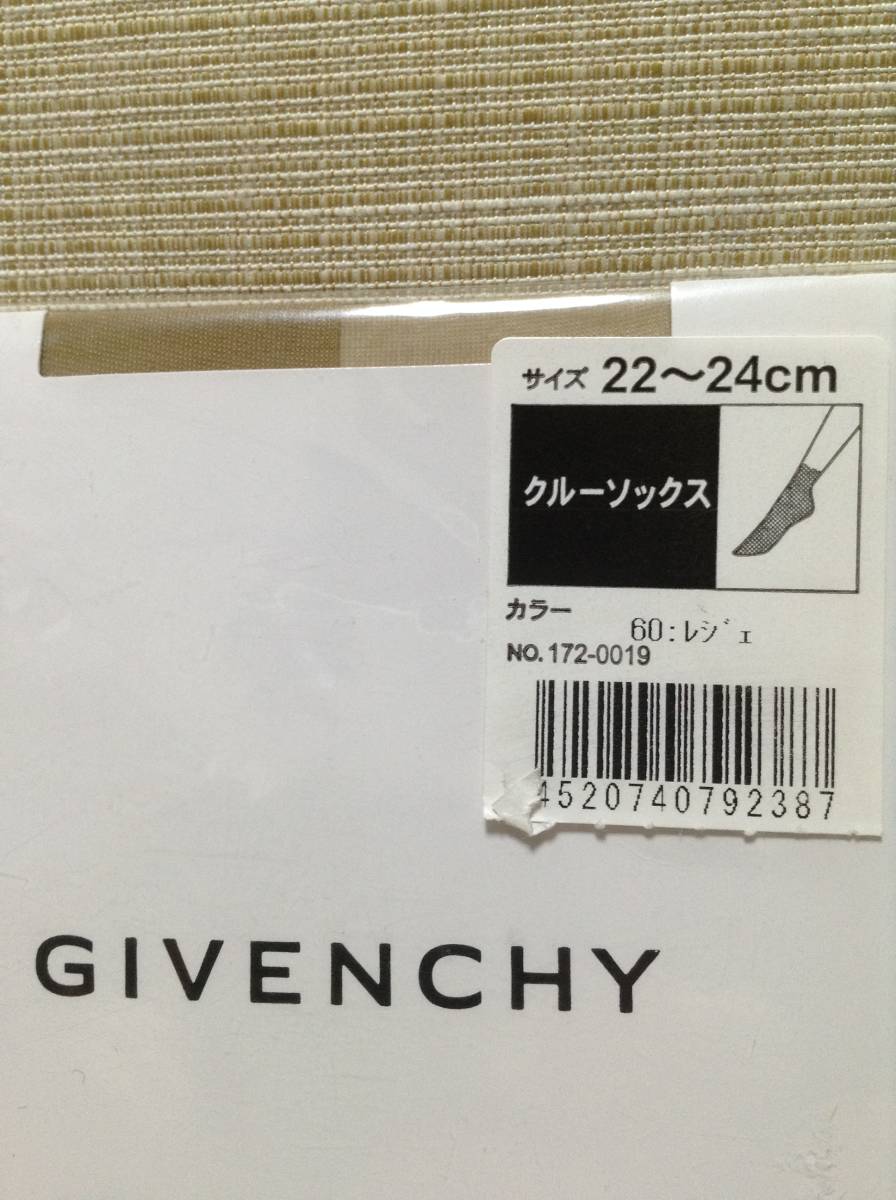 サイズ 22〜24cm
クルーソックス
カラー
60:レジェ
NO. 172-0019
4520740792387
GIVENCHY